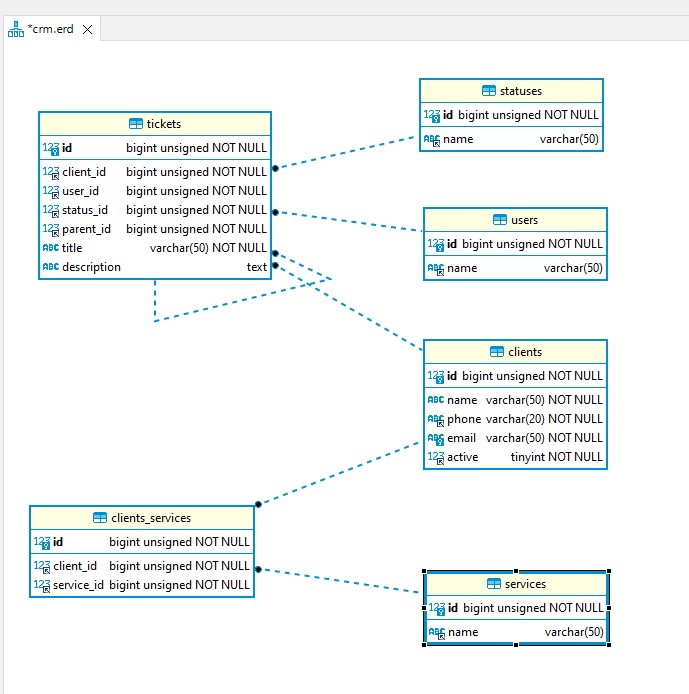 *crm.erd
tickets
123 id bigint unsigned NOT NULL
123 client_id bigint unsigned NOT NULL
123 user_id bigint unsigned NOT NULL
123 status_id bigint unsigned NOT NULL
123 parent_id bigint unsigned NOT NULL
ABC title varchar(50) NOT NULL
ABC description text
statuses
123 id bigint unsigned NOT NULL
ABC name varchar(50)
users
123 id bigint unsigned NOT NULL
ABC name varchar(50)
clients
123 id bigint unsigned NOT NULL
ABC name varchar(50) NOT NULL
ABC phone varchar(20) NOT NULL
ABC email varchar(50) NOT NULL
123 active tinyint NOT NULL
clients_services
123 id bigint unsigned NOT NULL
123 client_id bigint unsigned NOT NULL
123 service_id bigint unsigned NOT NULL
services
123 id bigint unsigned NOT NULL
ABC name varchar(50)